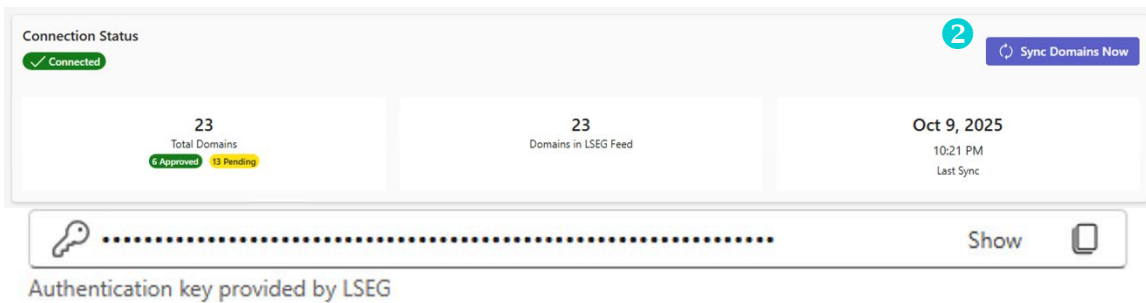 Connection Status
Connected
2
Sync Domains Now
23
Total Domains
6 Approved 13 Pending
23
Domains in LSEG Feed
Oct 9, 2025
10:21 PM
Last Sync
Show
Authentication key provided by LSEG